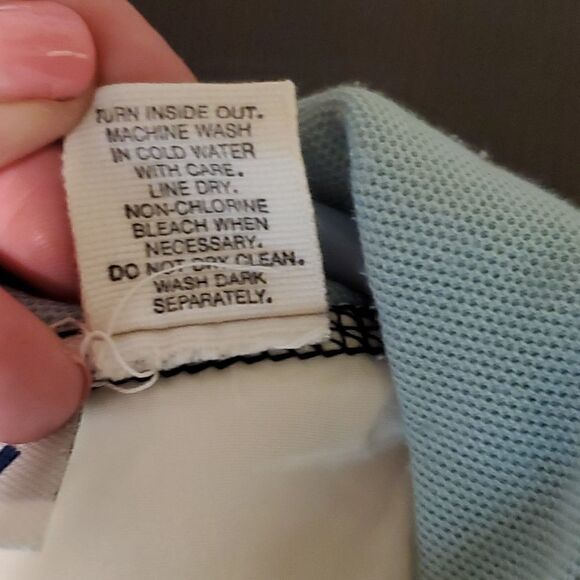 TURN INSIDE OUT.
MACHINE WASH
IN COLD WATER
WITH CARE.
LINE DRY.
NON-CHLORINE
BLEACH WHEN
NECESSARY.
DO NOT DRY CLEAN.
WASH DARK
SEPARATELY.